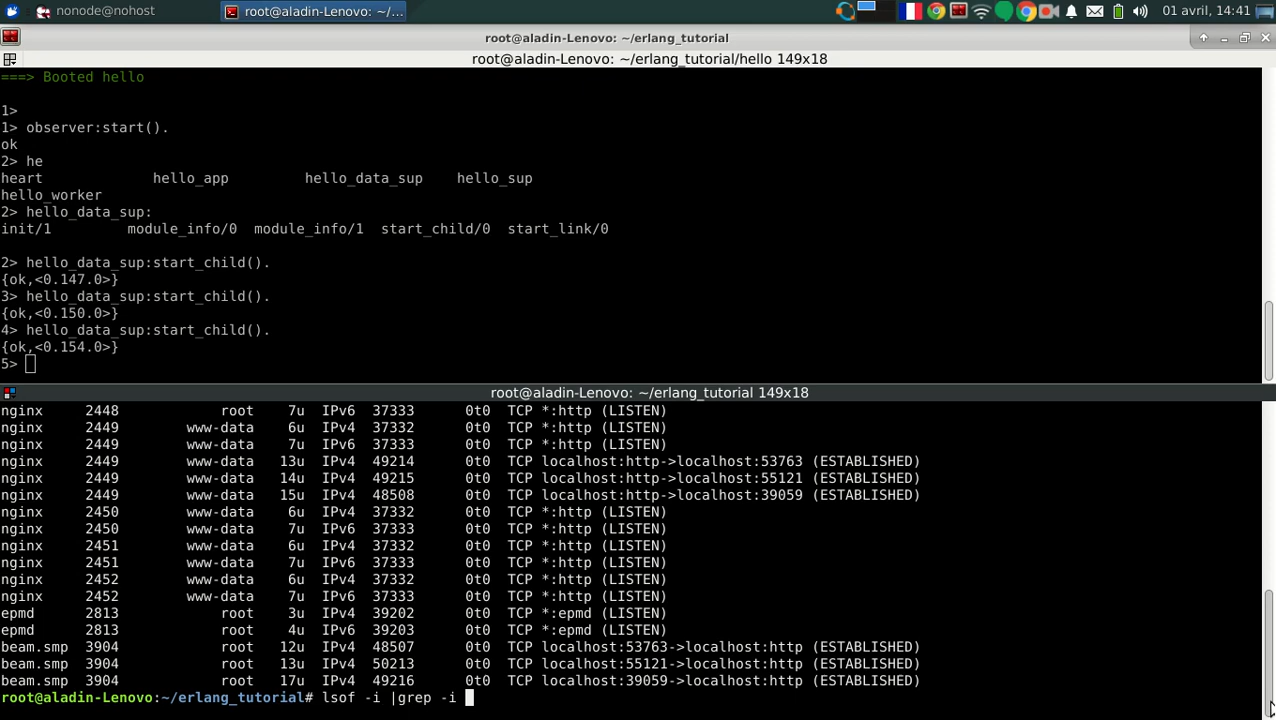 nonode@nohost
root@aladin-Lenovo: ~/...
01 avril, 14:41
root@aladin-Lenovo: ~/erlang_tutorial
root@aladin-Lenovo: ~/erlang_tutorial/hello 149x18
===> Booted hello
1>
1> observer:start().
ok
2> he
heart hello_app hello_data_sup hello_sup
hello_worker
2> hello_data_sup:
init/1 module_info/0 module_info/1 start_child/0 start_link/0
2> hello_data_sup:start_child().
{ok,<0.147.0>}
3> hello_data_sup:start_child().
{ok,<0.150.0>}
4> hello_data_sup:start_child().
{ok,<0.154.0>}
5>
root@aladin-Lenovo: ~/erlang_tutorial 149x18
nginx 2448 root 7u IPv6 37333 0t0 TCP *:http (LISTEN)
nginx 2449 www-data 6u IPv4 37332 0t0 TCP *:http (LISTEN)
nginx 2449 www-data 7u IPv6 37333 0t0 TCP *:http (LISTEN)
nginx 2449 www-data 13u IPv4 49214 0t0 TCP localhost:http->localhost:53763 (ESTABLISHED)
nginx 2449 www-data 14u IPv4 49215 0t0 TCP localhost:http->localhost:55121 (ESTABLISHED)
nginx 2449 www-data 15u IPv4 48508 0t0 TCP localhost:http->localhost:39059 (ESTABLISHED)
nginx 2450 www-data 6u IPv4 37332 0t0 TCP *:http (LISTEN)
nginx 2450 www-data 7u IPv6 37333 0t0 TCP *:http (LISTEN)
nginx 2451 www-data 6u IPv4 37332 0t0 TCP *:http (LISTEN)
nginx 2451 www-data 7u IPv6 37333 0t0 TCP *:http (LISTEN)
nginx 2452 www-data 6u IPv4 37332 0t0 TCP *:http (LISTEN)
nginx 2452 www-data 7u IPv6 37333 0t0 TCP *:http (LISTEN)
epmd 2813 root 3u IPv4 39202 0t0 TCP *:epmd (LISTEN)
epmd 2813 root 4u IPv6 39203 0t0 TCP *:epmd (LISTEN)
beam.smp 3904 root 12u IPv4 48507 0t0 TCP localhost:53763->localhost:http (ESTABLISHED)
beam.smp 3904 root 13u IPv4 50213 0t0 TCP localhost:55121->localhost:http (ESTABLISHED)
beam.smp 3904 root 17u IPv4 49216 0t0 TCP localhost:39059->localhost:http (ESTABLISHED)
root@aladin-Lenovo:~/erlang_tutorial# lsof -i |grep -i